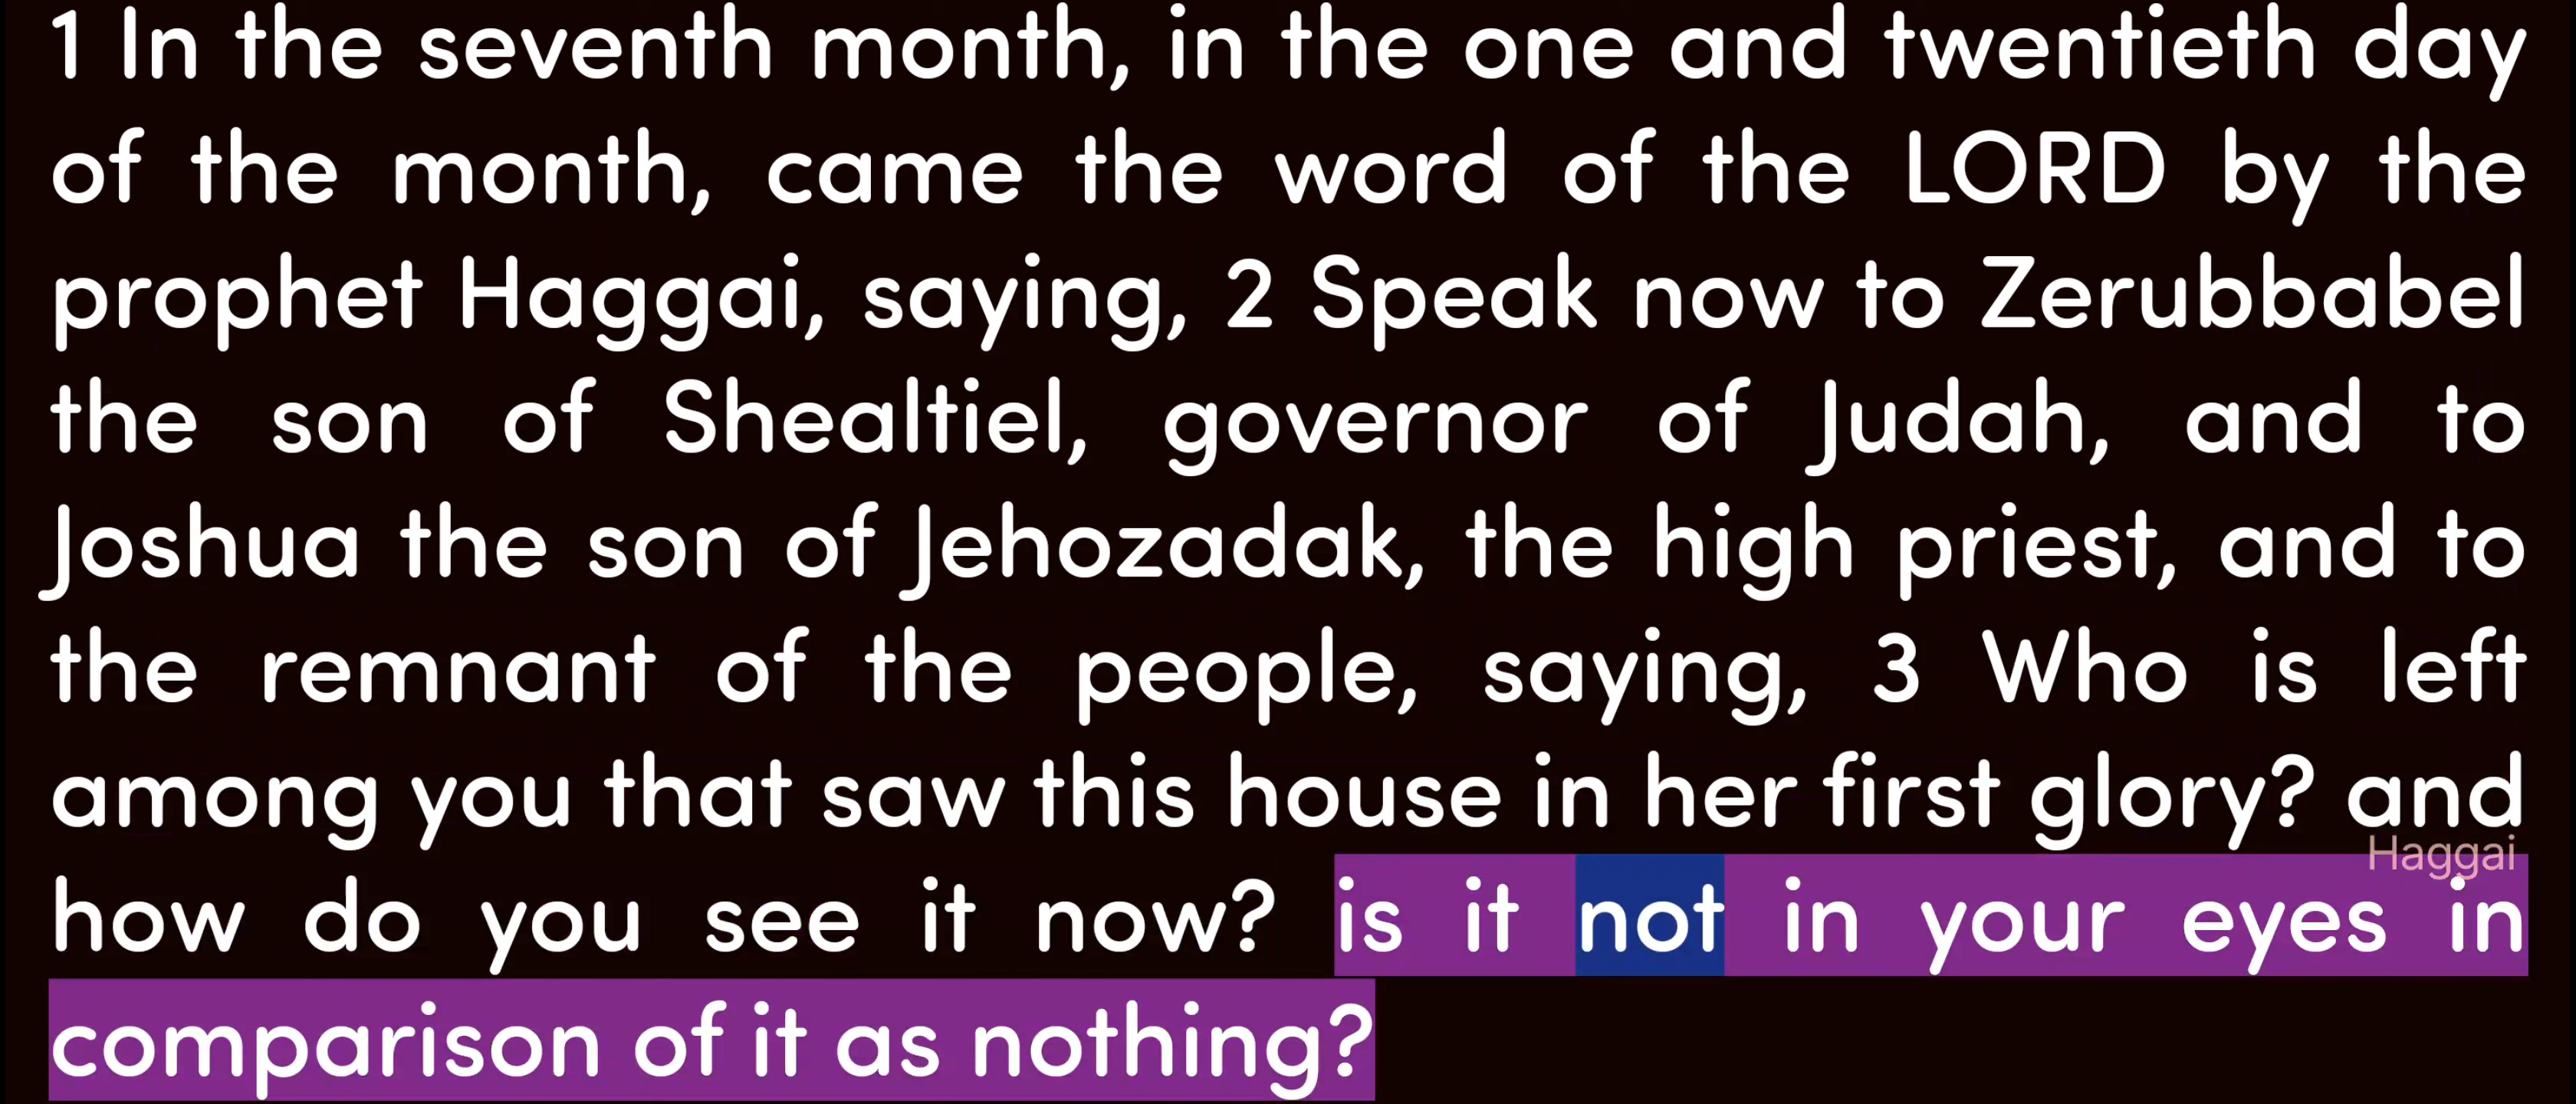 1 In the seventh month, in the one and twentieth day
of the month, came the word of the LORD by the
prophet Haggai, saying, 2 Speak now to Zerubbabel
the son of Shealtiel, governor of Judah, and to
Joshua the son of Jehozadak, the high priest, and to
the remnant of the people, saying, 3 Who is left
among you that saw this house in her first glory? and
Haggai
how do you see it now? is it not in your eyes in
comparison of it as nothing?